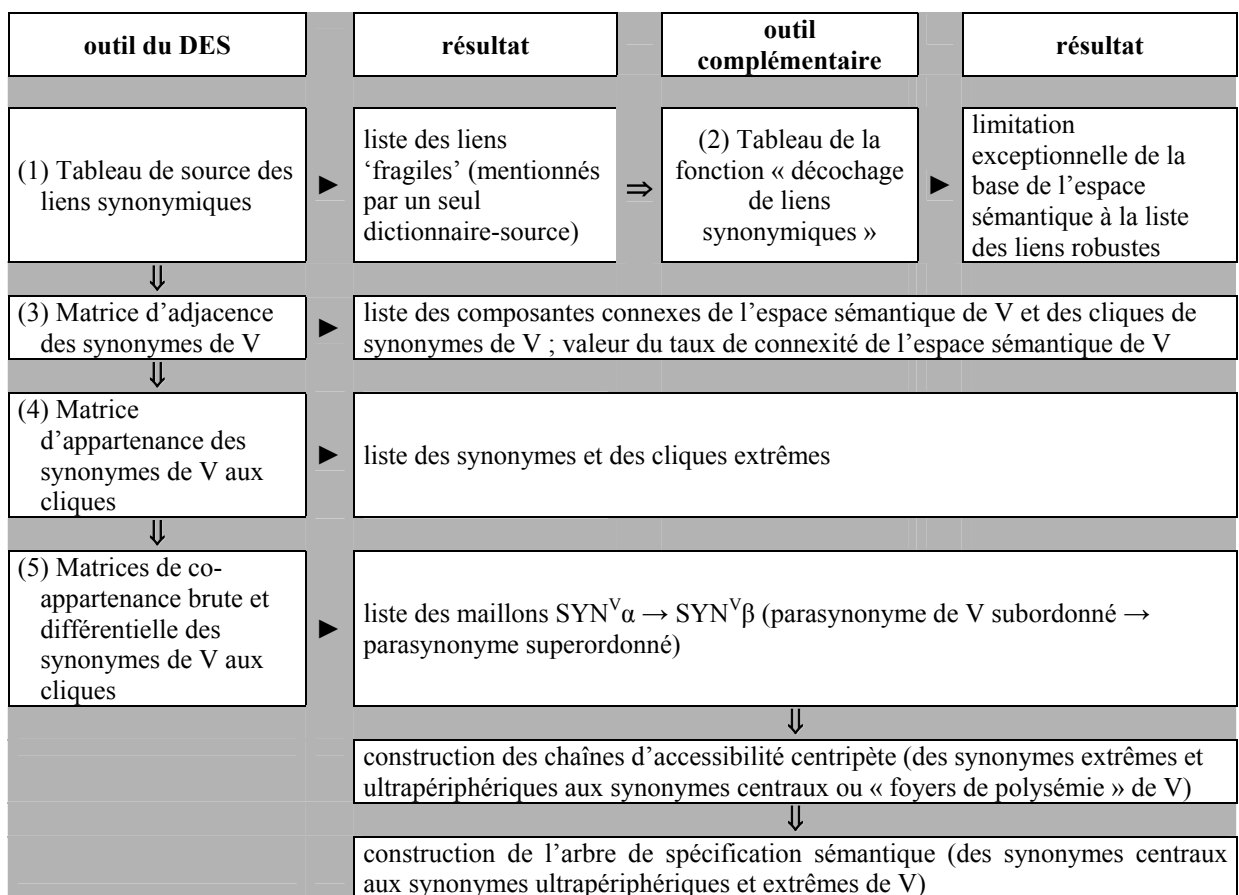 outil du DES
résultat
outil
complémentaire
résultat
(1) Tableau de source des
liens synonymiques
►
liste des liens
‘fragiles’ (mentionnés
par un seul
dictionnaire-source)
⇒
(2) Tableau de la
fonction « décochage
de liens
synonymiques »
►
limitation
exceptionnelle de la
base de l’espace
sémantique à la liste
des liens robustes
⇓
(3) Matrice d’adjacence
des synonymes de V
►
liste des composantes connexes de l’espace sémantique de V et des cliques de
synonymes de V ; valeur du taux de connexité de l’espace sémantique de V
⇓
(4) Matrice
d’appartenance des
synonymes de V aux
cliques
►
liste des synonymes et des cliques extrêmes
⇓
(5) Matrices de co-
appartenance brute et
différentielle des
synonymes de V aux
cliques
►
liste des maillons SYNⱽα → SYNⱽβ (parasynonyme de V subordonné →
parasynonyme superordonné)
⇓
construction des chaînes d’accessibilité centripète (des synonymes extrêmes et
ultrapériphériques aux synonymes centraux ou « foyers de polysémie » de V)
⇓
construction de l’arbre de spécification sémantique (des synonymes centraux
aux synonymes ultrapériphériques et extrêmes de V)